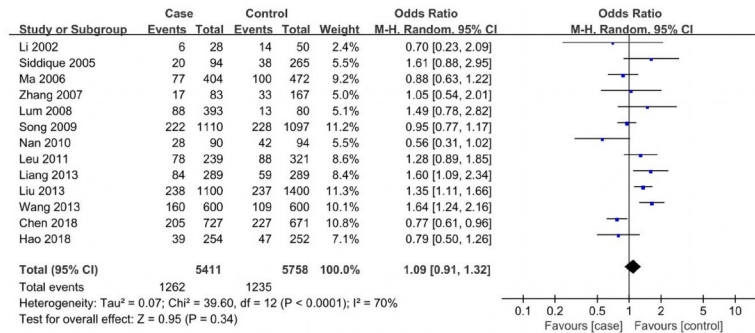 Case Control Odds Ratio Odds Ratio
Study or Subgroup Events Total Events Total Weight M-H. Random. 95% CI M-H. Random. 95% CI
Li 2002 6 28 14 50 2.4% 0.70 [0.23, 2.09]
Siddique 2005 20 94 38 265 5.4% 1.61 [0.88, 2.95]
Ma 2006 77 404 100 472 9.3% 0.88 [0.63, 1.22]
Zhang 2007 17 83 33 167 5.0% 1.05 [0.54, 2.01]
Lum 2008 88 393 13 80 5.2% 1.49 [0.78, 2.82]
Song 2009 222 1110 228 1097 11.2% 0.95 [0.77, 1.17]
Nan 2010 28 90 42 94 5.5% 0.56 [0.31, 1.02]
Leu 2011 78 239 88 321 8.6% 1.28 [0.89, 1.85]
Liang 2013 84 289 59 289 8.3% 1.60 [1.09, 2.34]
Liu 2013 238 1100 237 1400 11.3% 1.35 [1.11, 1.66]
Wang 2013 160 600 109 600 10.1% 1.64 [1.24, 2.16]
Chen 2018 205 727 227 671 10.8% 0.77 [0.61, 0.96]
Hao 2018 39 254 47 252 7.1% 0.79 [0.50, 1.26]
Total (95% CI) 5411 5758 100.0% 1.09 [0.91, 1.32]
Total events 1262 1235
Heterogeneity: Tau² = 0.07; Chi² = 39.60, df = 12 (P < 0.0001); I² = 70%
Test for overall effect: Z = 0.95 (P = 0.34)
0.1 0.2 0.5 1 2 5 10
Favours [case] Favours [control]